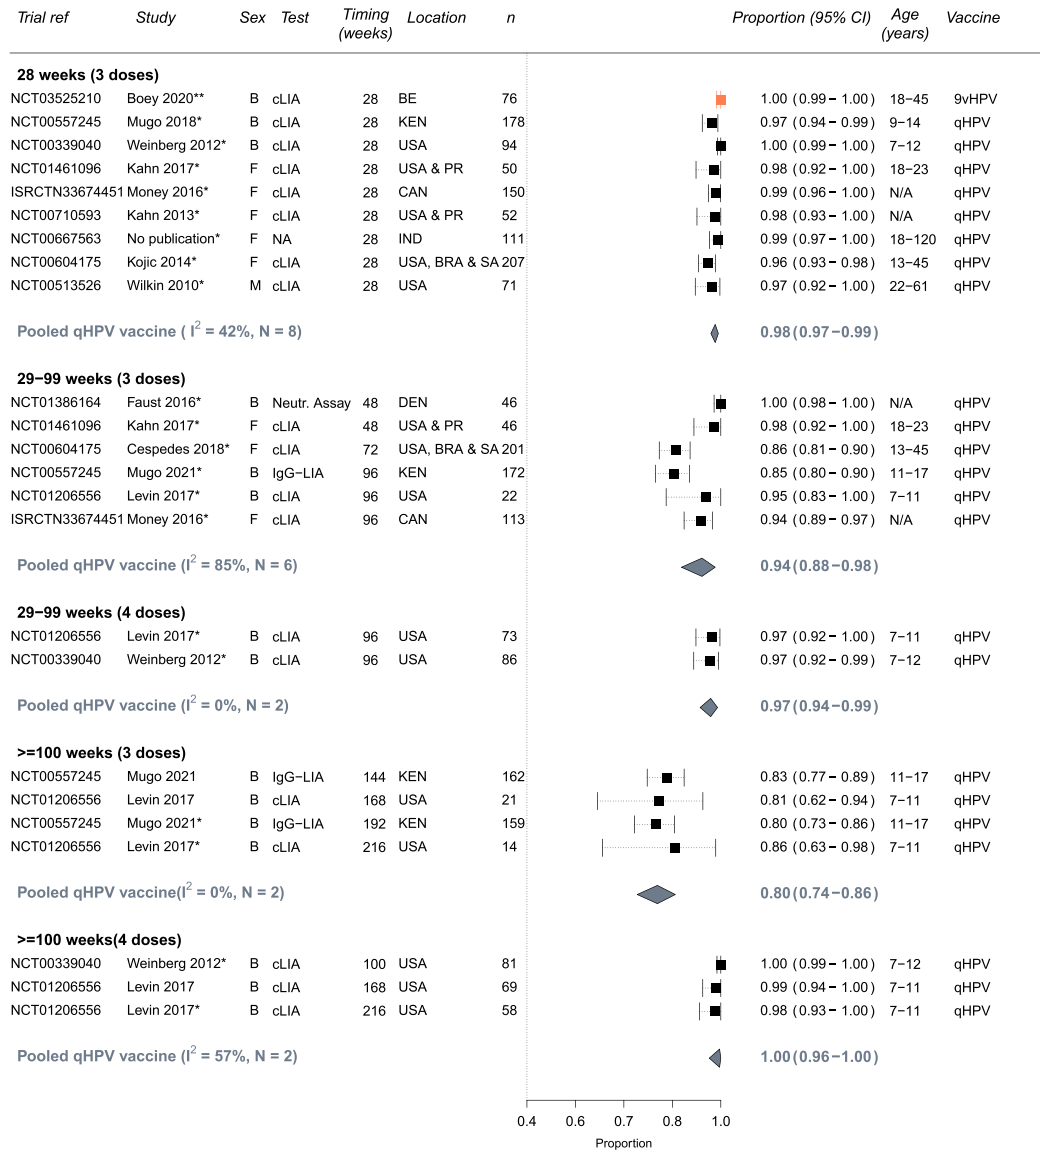 Trial ref Study Sex Test Timing (weeks) Location n Proportion (95% CI) Age (years) Vaccine
28 weeks (3 doses)
NCT03525210 Boey 2020** B cLIA 28 BE 76 1.00 (0.99 − 1.00) 18−45 9vHPV
NCT00557245 Mugo 2018* B cLIA 28 KEN 178 0.97 (0.94 − 0.99) 9−14 qHPV
NCT00339040 Weinberg 2012* B cLIA 28 USA 94 1.00 (0.99 − 1.00) 7−12 qHPV
NCT01461096 Kahn 2017* F cLIA 28 USA & PR 50 0.98 (0.92 − 1.00) 18−23 qHPV
ISRCTN33674451 Money 2016* F cLIA 28 CAN 150 0.99 (0.96 − 1.00) N/A qHPV
NCT00710593 Kahn 2013* F cLIA 28 USA & PR 52 0.98 (0.93 − 1.00) N/A qHPV
NCT00667563 No publication* F NA 28 IND 111 0.99 (0.97 − 1.00) 18−120 qHPV
NCT00604175 Kojic 2014* F cLIA 28 USA, BRA & SA 207 0.96 (0.93 − 0.98) 13−45 qHPV
NCT00513526 Wilkin 2010* M cLIA 28 USA 71 0.97 (0.92 − 1.00) 22−61 qHPV
Pooled qHPV vaccine ( I2 = 42%, N = 8) 0.98 (0.97−0.99)
29−99 weeks (3 doses)
NCT01386164 Faust 2016* B Neutr. Assay 48 DEN 46 1.00 (0.98 − 1.00) N/A qHPV
NCT01461096 Kahn 2017* F cLIA 48 USA & PR 46 0.98 (0.92 − 1.00) 18−23 qHPV
NCT00604175 Cespedes 2018* F cLIA 72 USA, BRA & SA 201 0.86 (0.81 − 0.90) 13−45 qHPV
NCT00557245 Mugo 2021* B IgG−LIA 96 KEN 172 0.85 (0.80 − 0.90) 11−17 qHPV
NCT01206556 Levin 2017* B cLIA 96 USA 22 0.95 (0.83 − 1.00) 7−11 qHPV
ISRCTN33674451 Money 2016* F cLIA 96 CAN 113 0.94 (0.89 − 0.97) N/A qHPV
Pooled qHPV vaccine (I2 = 85%, N = 6) 0.94 (0.88−0.98)
29−99 weeks (4 doses)
NCT01206556 Levin 2017* B cLIA 96 USA 73 0.97 (0.92 − 1.00) 7−11 qHPV
NCT00339040 Weinberg 2012* B cLIA 96 USA 86 0.97 (0.92 − 0.99) 7−12 qHPV
Pooled qHPV vaccine (I2 = 0%, N = 2) 0.97 (0.94−0.99)
>=100 weeks (3 doses)
NCT00557245 Mugo 2021 B IgG−LIA 144 KEN 162 0.83 (0.77 − 0.89) 11−17 qHPV
NCT01206556 Levin 2017 B cLIA 168 USA 21 0.81 (0.62 − 0.94) 7−11 qHPV
NCT00557245 Mugo 2021* B IgG−LIA 192 KEN 159 0.80 (0.73 − 0.86) 11−17 qHPV
NCT01206556 Levin 2017* B cLIA 216 USA 14 0.86 (0.63 − 0.98) 7−11 qHPV
Pooled qHPV vaccine(I2 = 0%, N = 2) 0.80 (0.74−0.86)
>=100 weeks(4 doses)
NCT00339040 Weinberg 2012* B cLIA 100 USA 81 1.00 (0.99 − 1.00) 7−12 qHPV
NCT01206556 Levin 2017 B cLIA 168 USA 69 0.99 (0.94 − 1.00) 7−11 qHPV
NCT01206556 Levin 2017* B cLIA 216 USA 58 0.98 (0.93 − 1.00) 7−11 qHPV
Pooled qHPV vaccine (I2 = 57%, N = 2) 1.00 (0.96−1.00)
0.4 0.6 0.7 0.8 1.0
Proportion